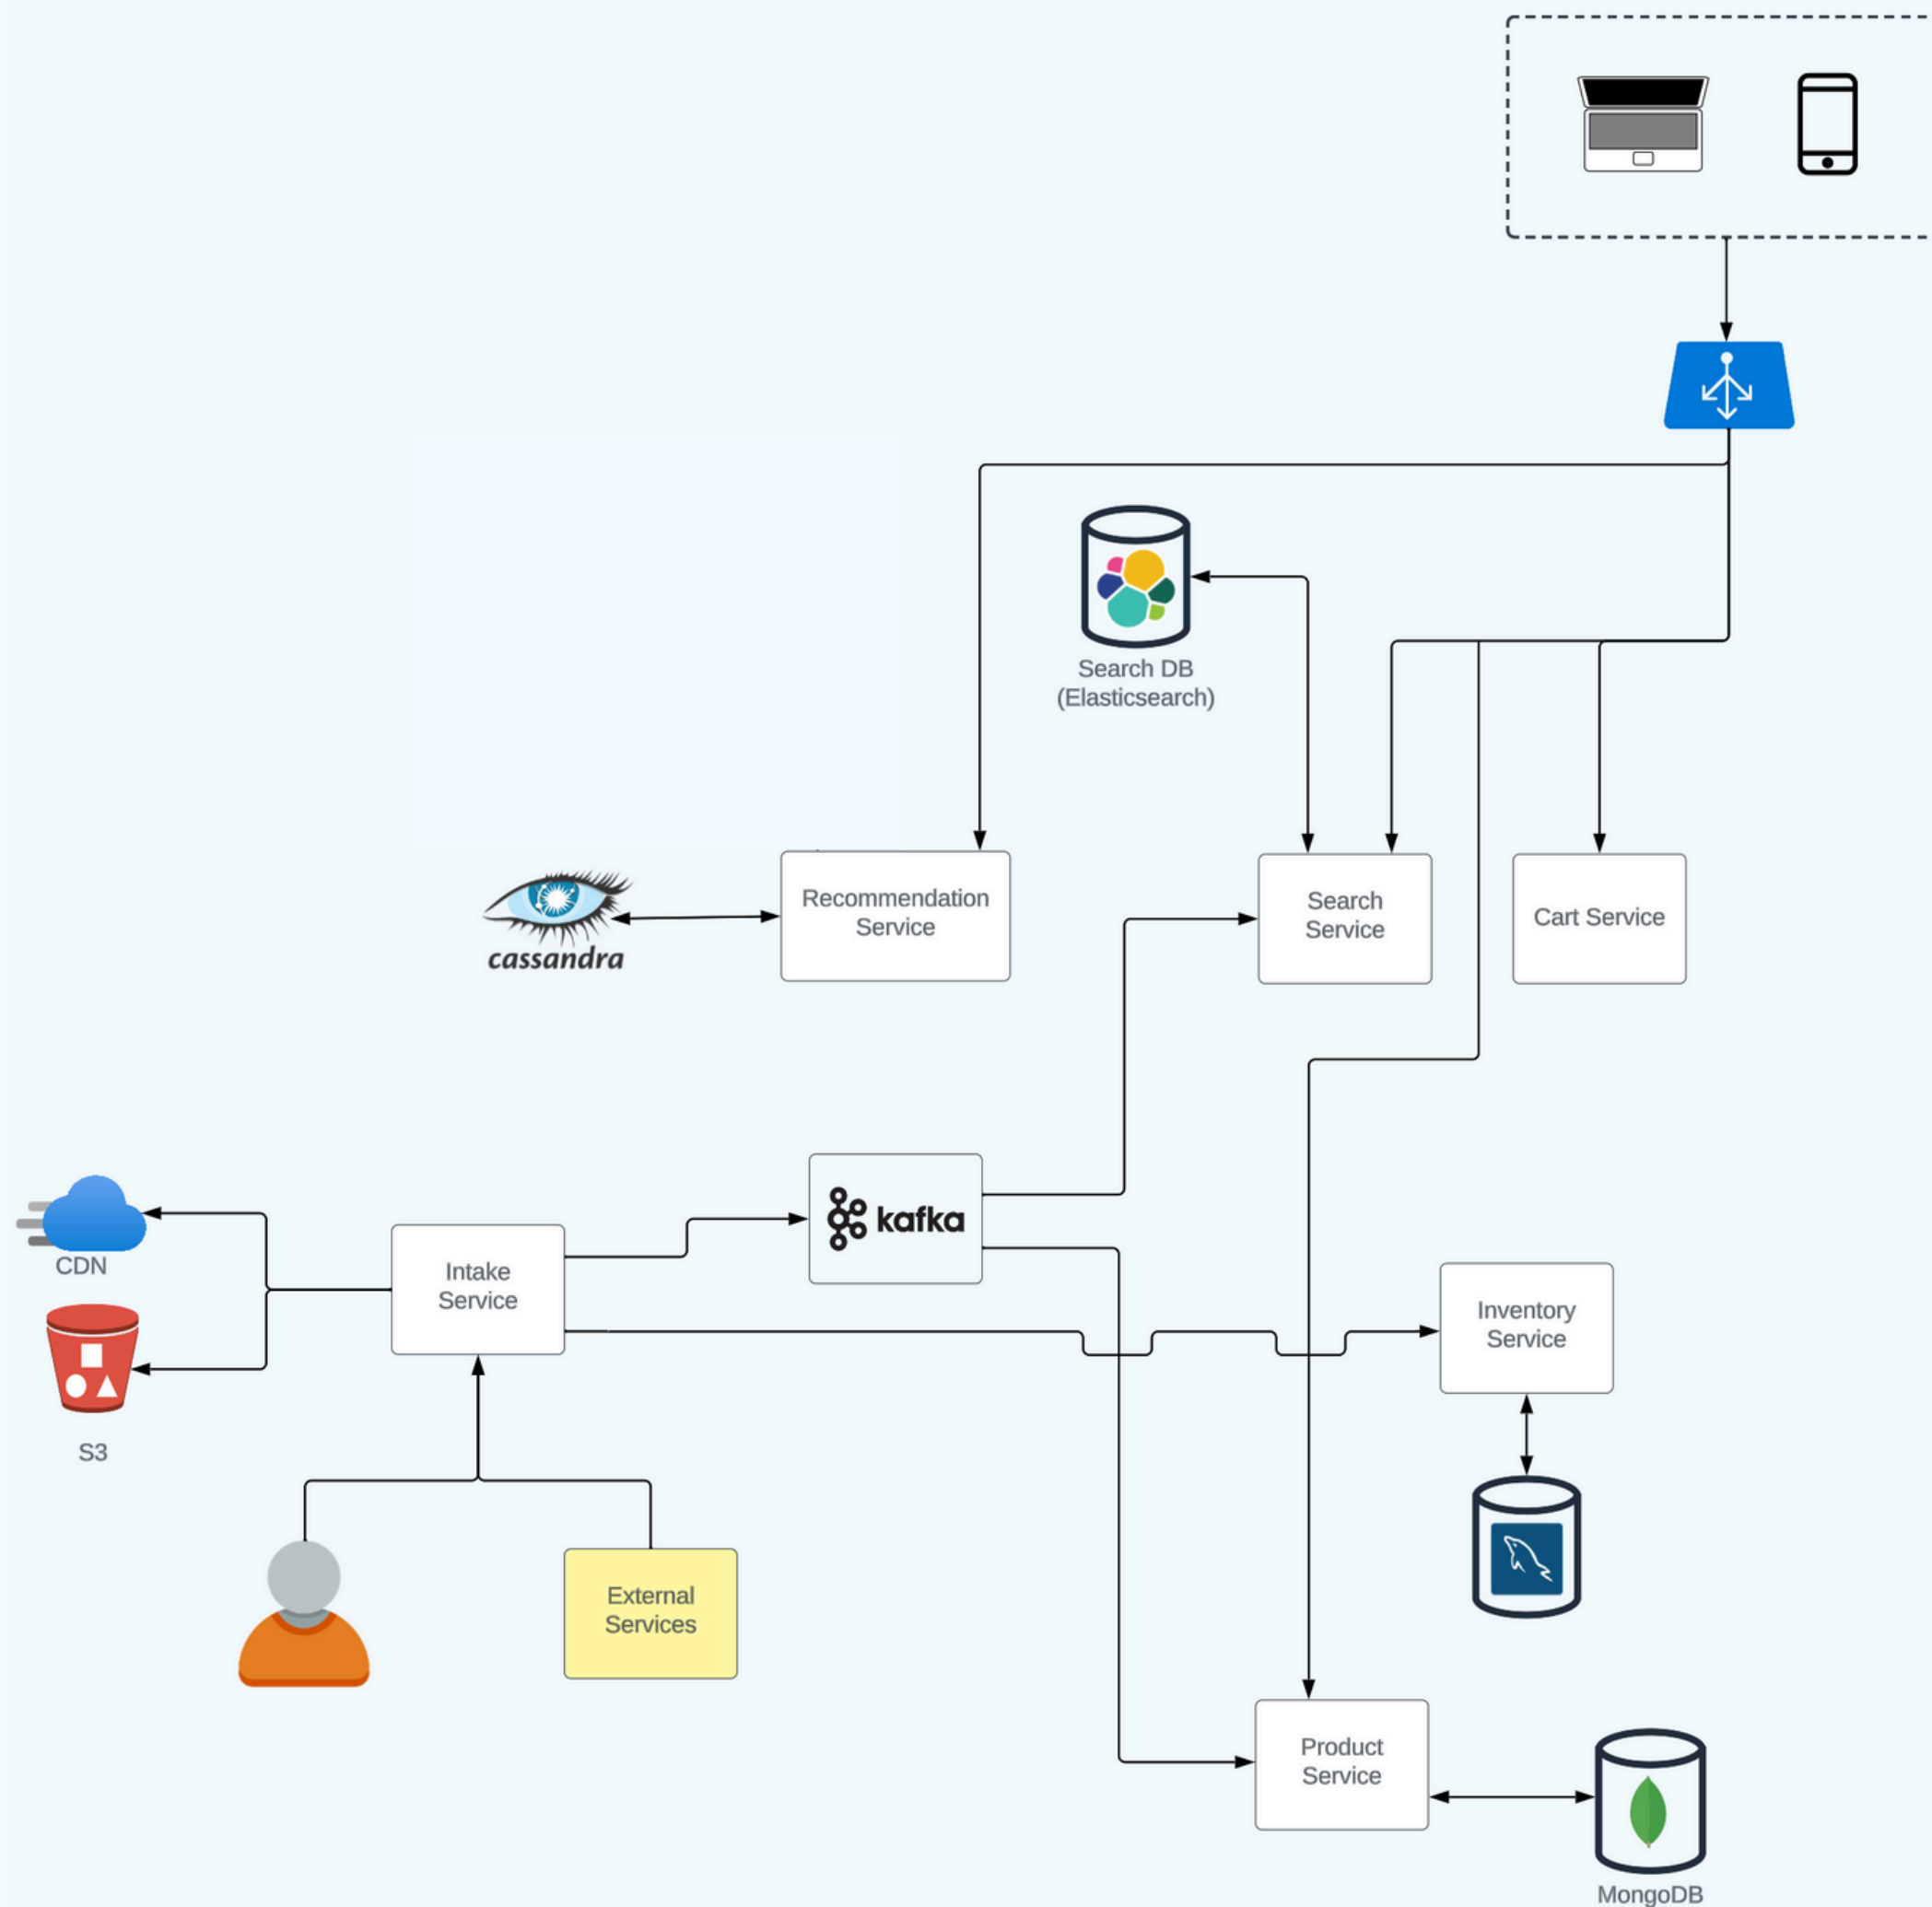 Search DB
(Elasticsearch)
Recommendation
Service
Search
Service
Cart Service
cassandra
kafka
CDN
Intake
Service
Inventory
Service
S3
External
Services
Product
Service
MongoDB